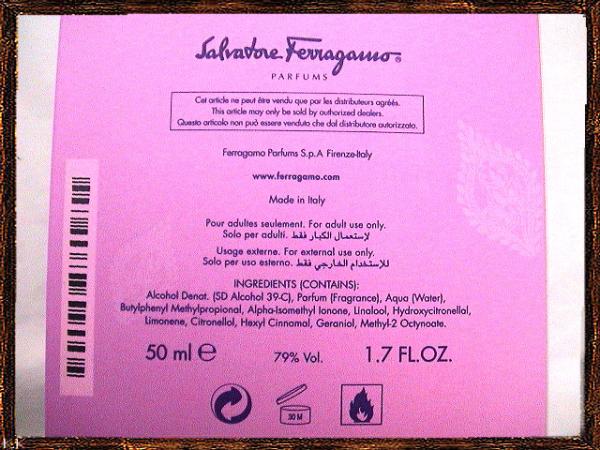 Salvatore Ferragamo®
PARFUMS
Cet article ne peut être vendu que par les distributeurs agréés.
This article may only be sold by authorized dealers.
Questo articolo non può essere venduto che dal distributore autorizzato.
Ferragamo Parfums S.p.A Firenze-Italy
www.ferragamo.com
Made in Italy
Pour adultes seulement. For adult use only.
Solo per adulti. لإستعمال الكبار فقط
Usage externe. For external use only.
Solo per uso esterno. للإستخدام الخارجي فقط
INGREDIENTS (CONTAINS):
Alcohol Denat. (SD Alcohol 39-C), Parfum (Fragrance), Aqua (Water),
Butylphenyl Methylpropional, Alpha-Isomethyl Ionone, Linalool, Hydroxycitronellal,
Limonene, Citronellol, Hexyl Cinnamal, Geraniol, Methyl-2 Octynoate.
50 ml ℮ 79% Vol. 1.7 FL.OZ.
30 M